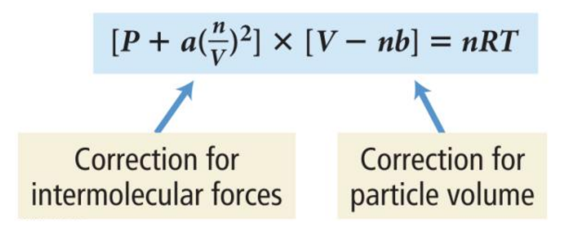 [P + a(n/V)²] × [V − nb] = nRT
Correction for
intermolecular forces
Correction for
particle volume